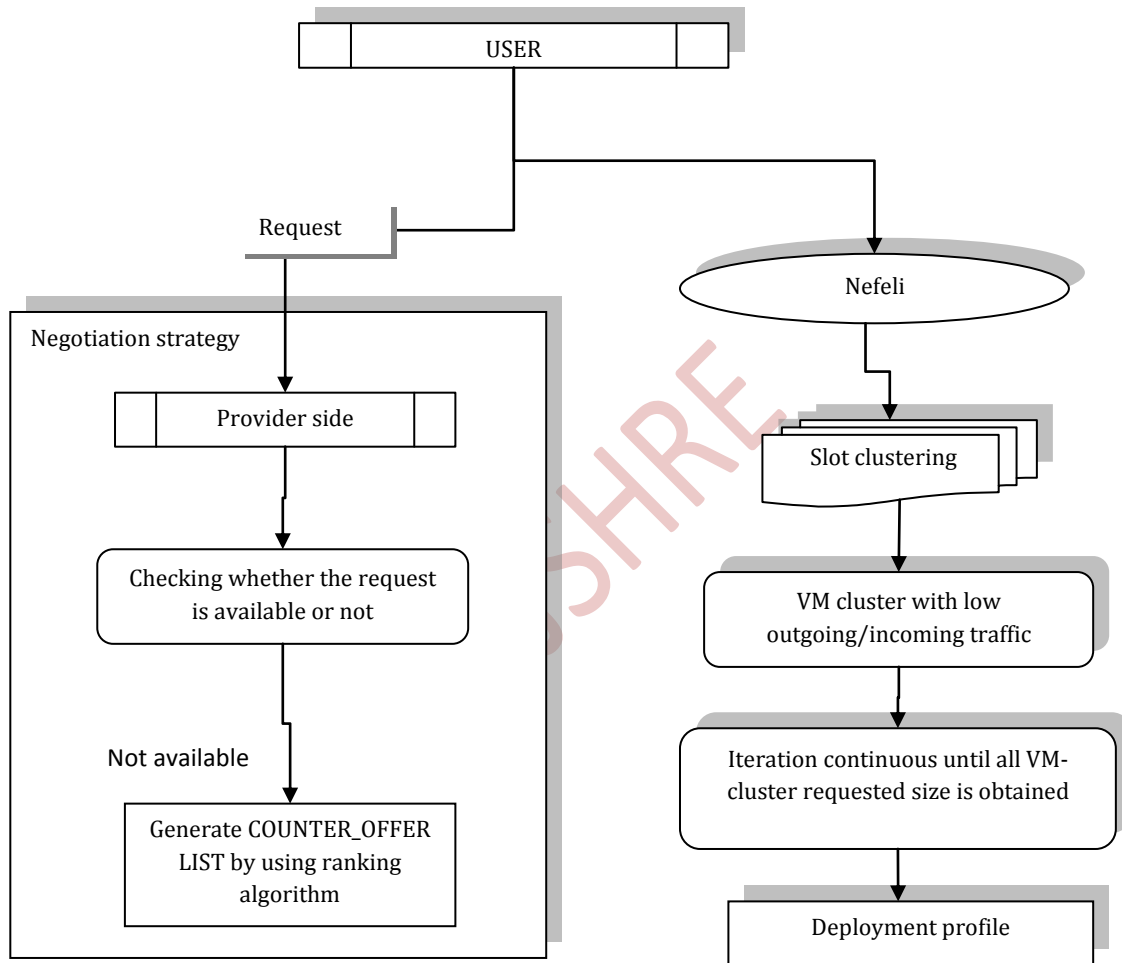 USER
Request
Nefeli
Negotiation strategy
Provider side
Slot clustering
Checking whether the request
is available or not
VM cluster with low
outgoing/incoming traffic
Not available
Iteration continuous until all VM-
cluster requested size is obtained
Generate COUNTER_OFFER
LIST by using ranking
algorithm
Deployment profile